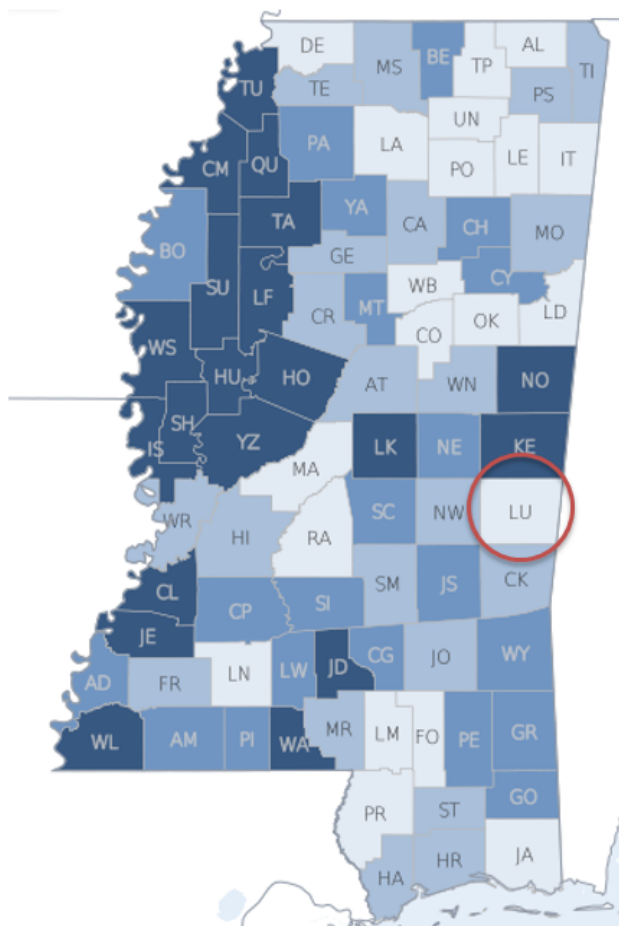 DE
AL
TU
MS
BE
TP
TI
TE
PS
UN
PA
LA
LE
IT
CM
QU
PO
YA
TA
CA
CH
MO
BO
GE
SU
LF
WB
CY
CR
MT
OK
LD
CO
WS
HU
HO
AT
WN
NO
SH
YZ
LK
NE
KE
IS
MA
WR
HI
RA
SC
NW
LU
CL
SM
JS
CK
CP
SI
JE
AD
FR
LN
LW
JD
CG
JO
WY
WL
AM
PI
WA
MR
LM
FO
PE
GR
GO
PR
ST
JA
HA
HR